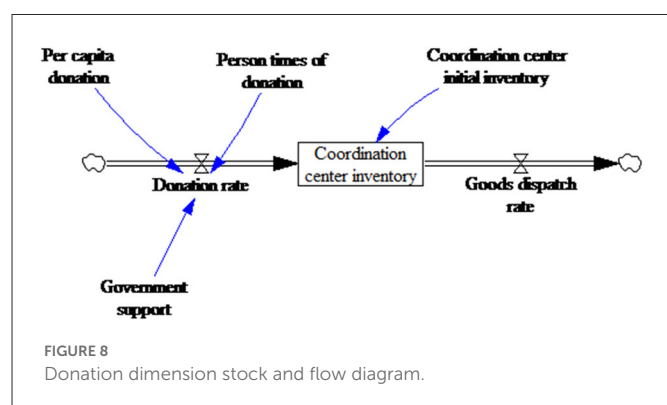 Per capita
donation
Person times of
donation
Coordination center
initial inventory
Coordination
center inventory
Donation rate
Goods dispatch
rate
Government
support
FIGURE 8
Donation dimension stock and flow diagram.